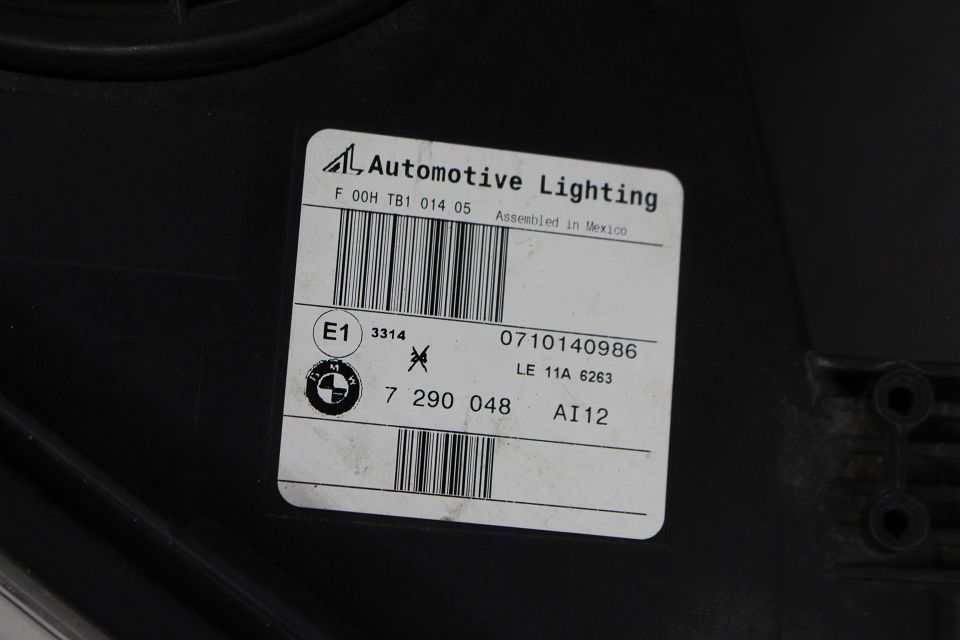 AL Automotive Lighting
F 00H TB1 014 05 Assembled in Mexico
E1 3314 0710140986
LE 11A 6263
BMW 7 290 048 AI12